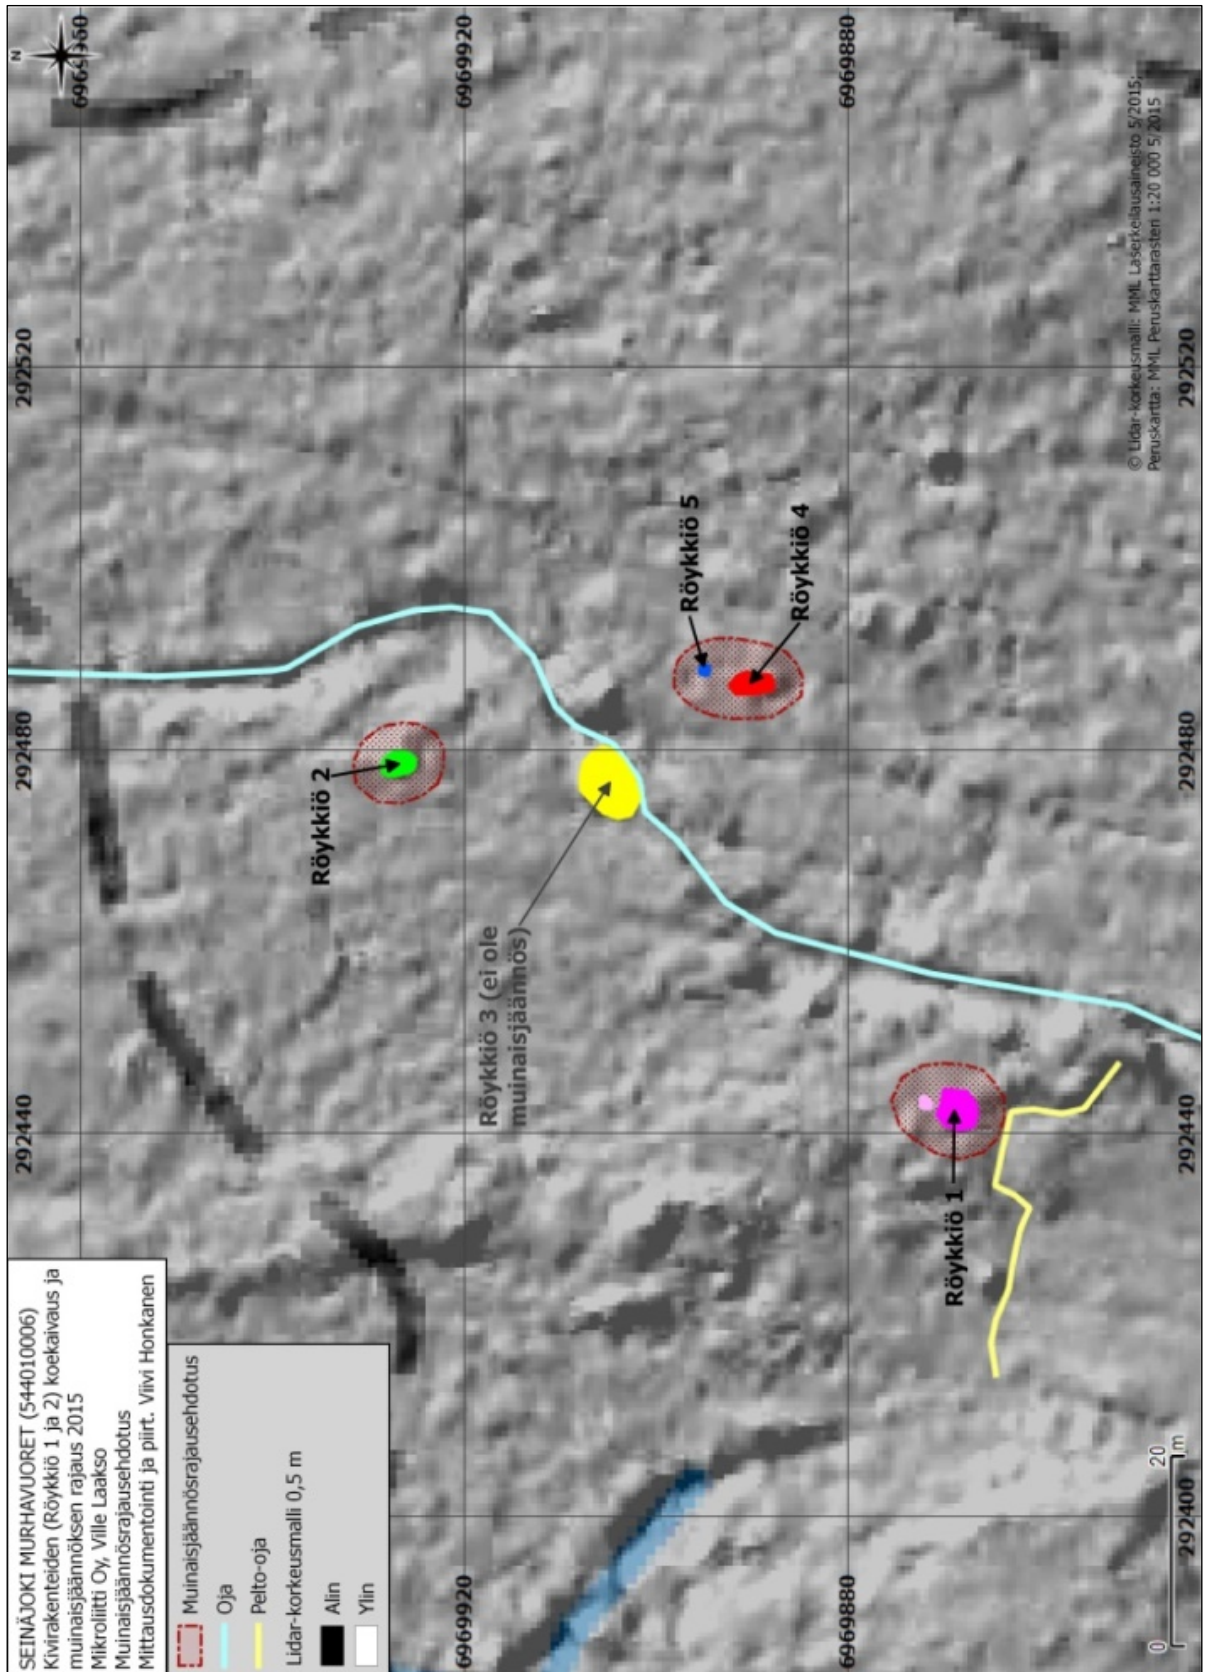 SEINÄJOKI MURHAVUORET (544010006)
Kivirakenteiden (Röykkiö 1 ja 2) koekaivaus ja
muinaisjäännöksen rajaus 2015
Mikroliitti Oy, Ville Laakso
Muinaisjäännösrajausehdotus
Mittausdokumentointi ja piirt. Viivi Honkanen
Muinaisjäännösrajausehdotus
Oja
Pelto-oja
Lidar-korkeusmalli 0,5 m
Alin
Ylin
292440
292480
292520
6969960
N
6969920
6969880
Röykkiö 2
Röykkiö 3 (ei ole
muinaisjäännös)
Röykkiö 5
Röykkiö 4
Röykkiö 1
6969920
6969880
0
20
m
292400
292440
292480
292520
© Lidar-korkeusmalli: MML Laserkeilausaineisto 5/2015;
Peruskartta: MML Peruskarttarasteri 1:20 000 5/2015